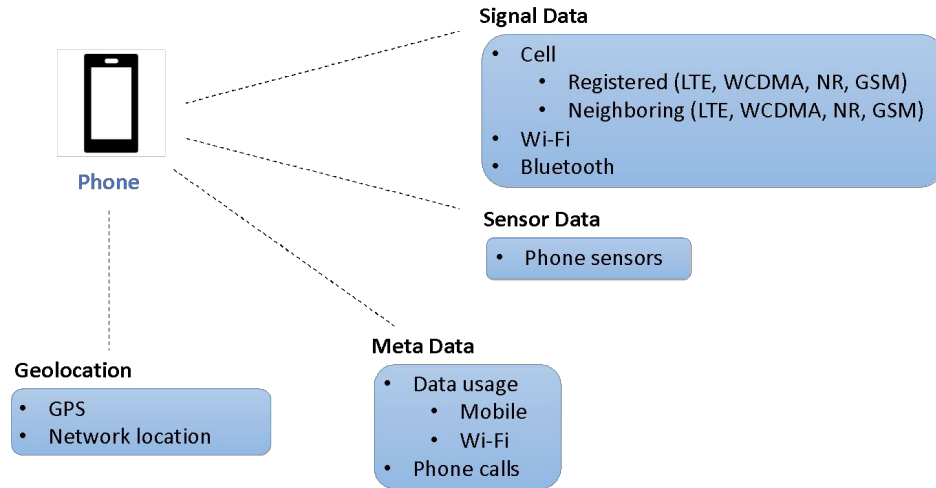 Signal Data
• Cell
• Registered (LTE, WCDMA, NR, GSM)
• Neighboring (LTE, WCDMA, NR, GSM)
• Wi-Fi
• Bluetooth
Phone
Sensor Data
• Phone sensors
Meta Data
• Data usage
• Mobile
• Wi-Fi
• Phone calls
Geolocation
• GPS
• Network location